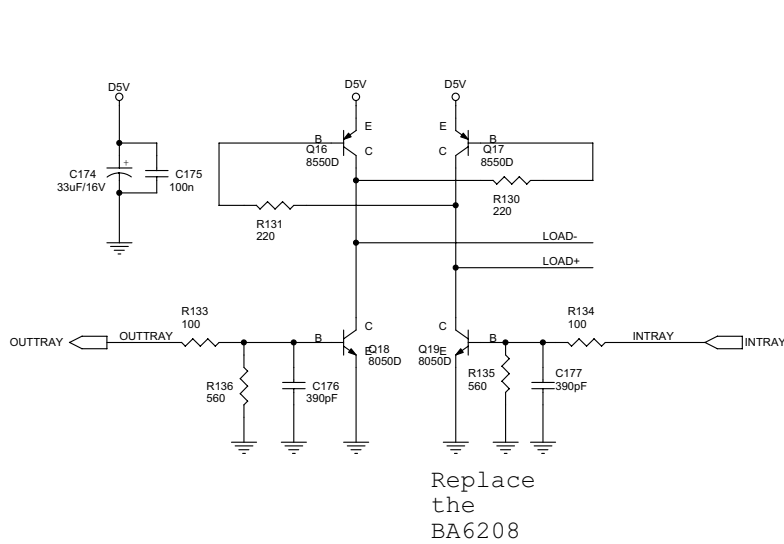 D5V
D5V
D5V
E
E
B
B
Q16
8550D
Q17
8550D
C
C
C174
33uF/16V
+
C175
100n
R130
220
R131
220
LOAD-
LOAD+
R133
100
R134
100
C
C
OUTTRAY
OUTTRAY
INTRAY
INTRAY
B
B
E
Q18
8050D
Q19
8050D
E
R136
560
C176
390pF
R135
560
C177
390pF
Replace
the
BA6208